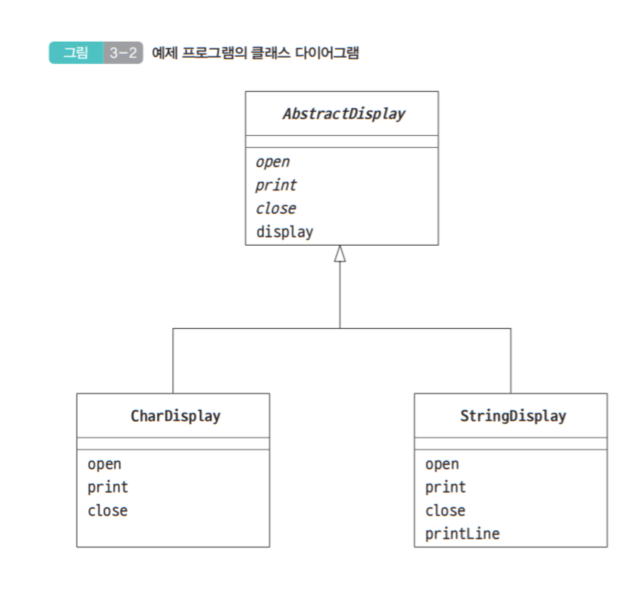 그림 3-2 예제 프로그램의 클래스 다이어그램
AbstractDisplay
open
print
close
display
CharDisplay
open
print
close
StringDisplay
open
print
close
printLine